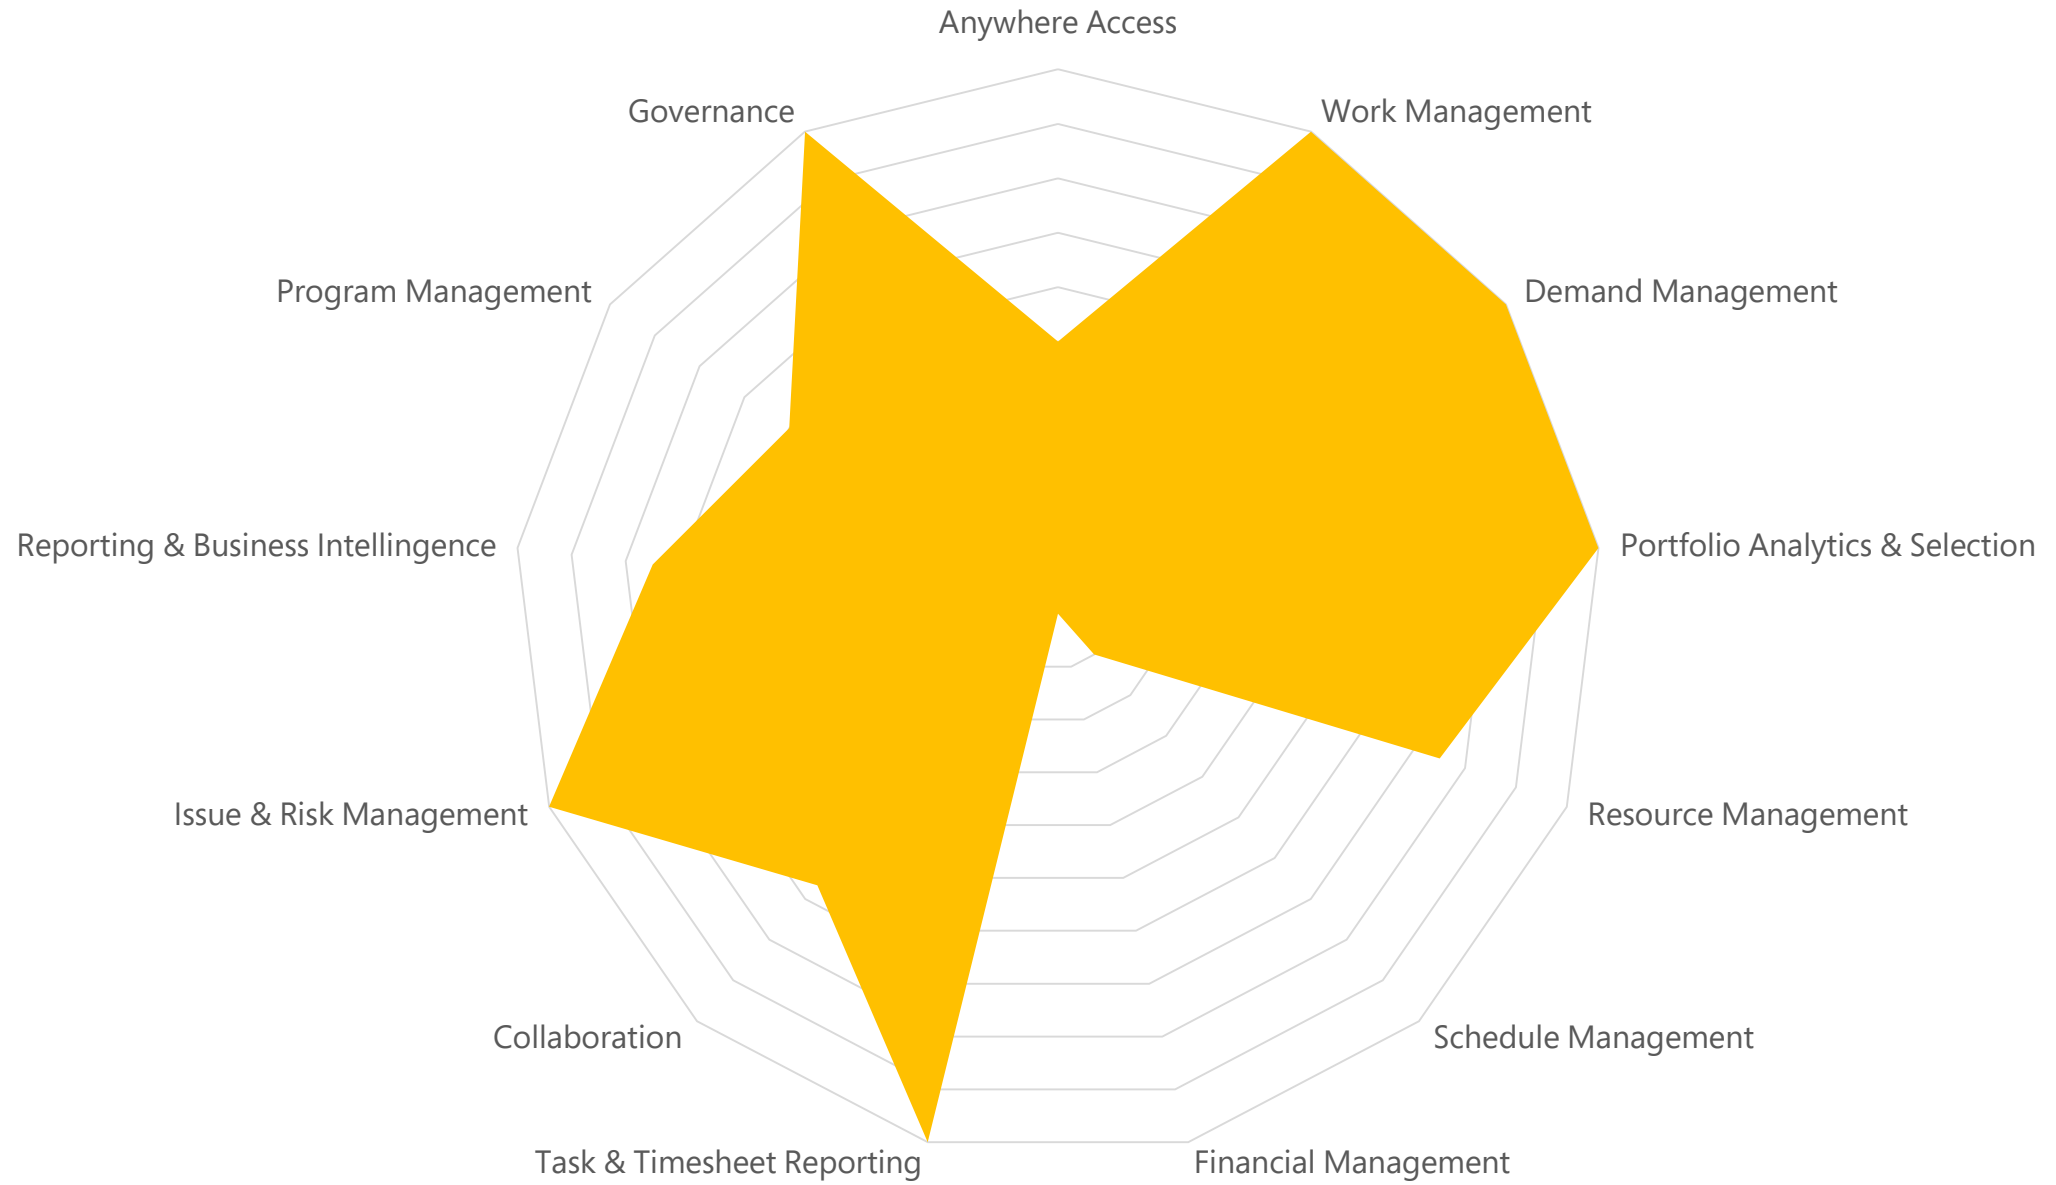 Anywhere Access
Governance
Work Management
Program Management
Demand Management
Reporting & Business Intellingence
Portfolio Analytics & Selection
Issue & Risk Management
Resource Management
Collaboration
Schedule Management
Task & Timesheet Reporting
Financial Management